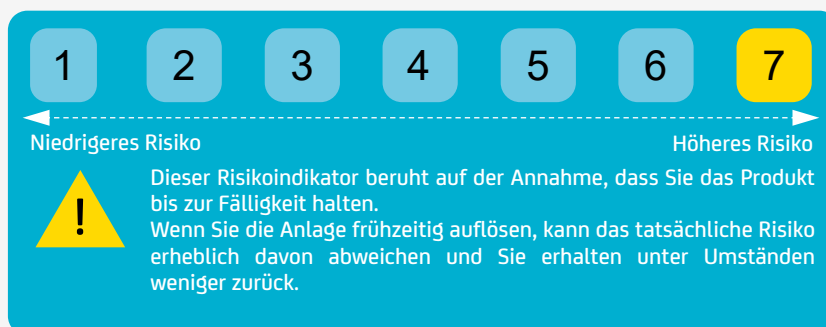 1 2 3 4 5 6 7
Niedrigeres Risiko Höheres Risiko
Dieser Risikoindikator beruht auf der Annahme, dass Sie das Produkt
bis zur Fälligkeit halten.
Wenn Sie die Anlage frühzeitig auflösen, kann das tatsächliche Risiko
erheblich davon abweichen und Sie erhalten unter Umständen
weniger zurück.
!